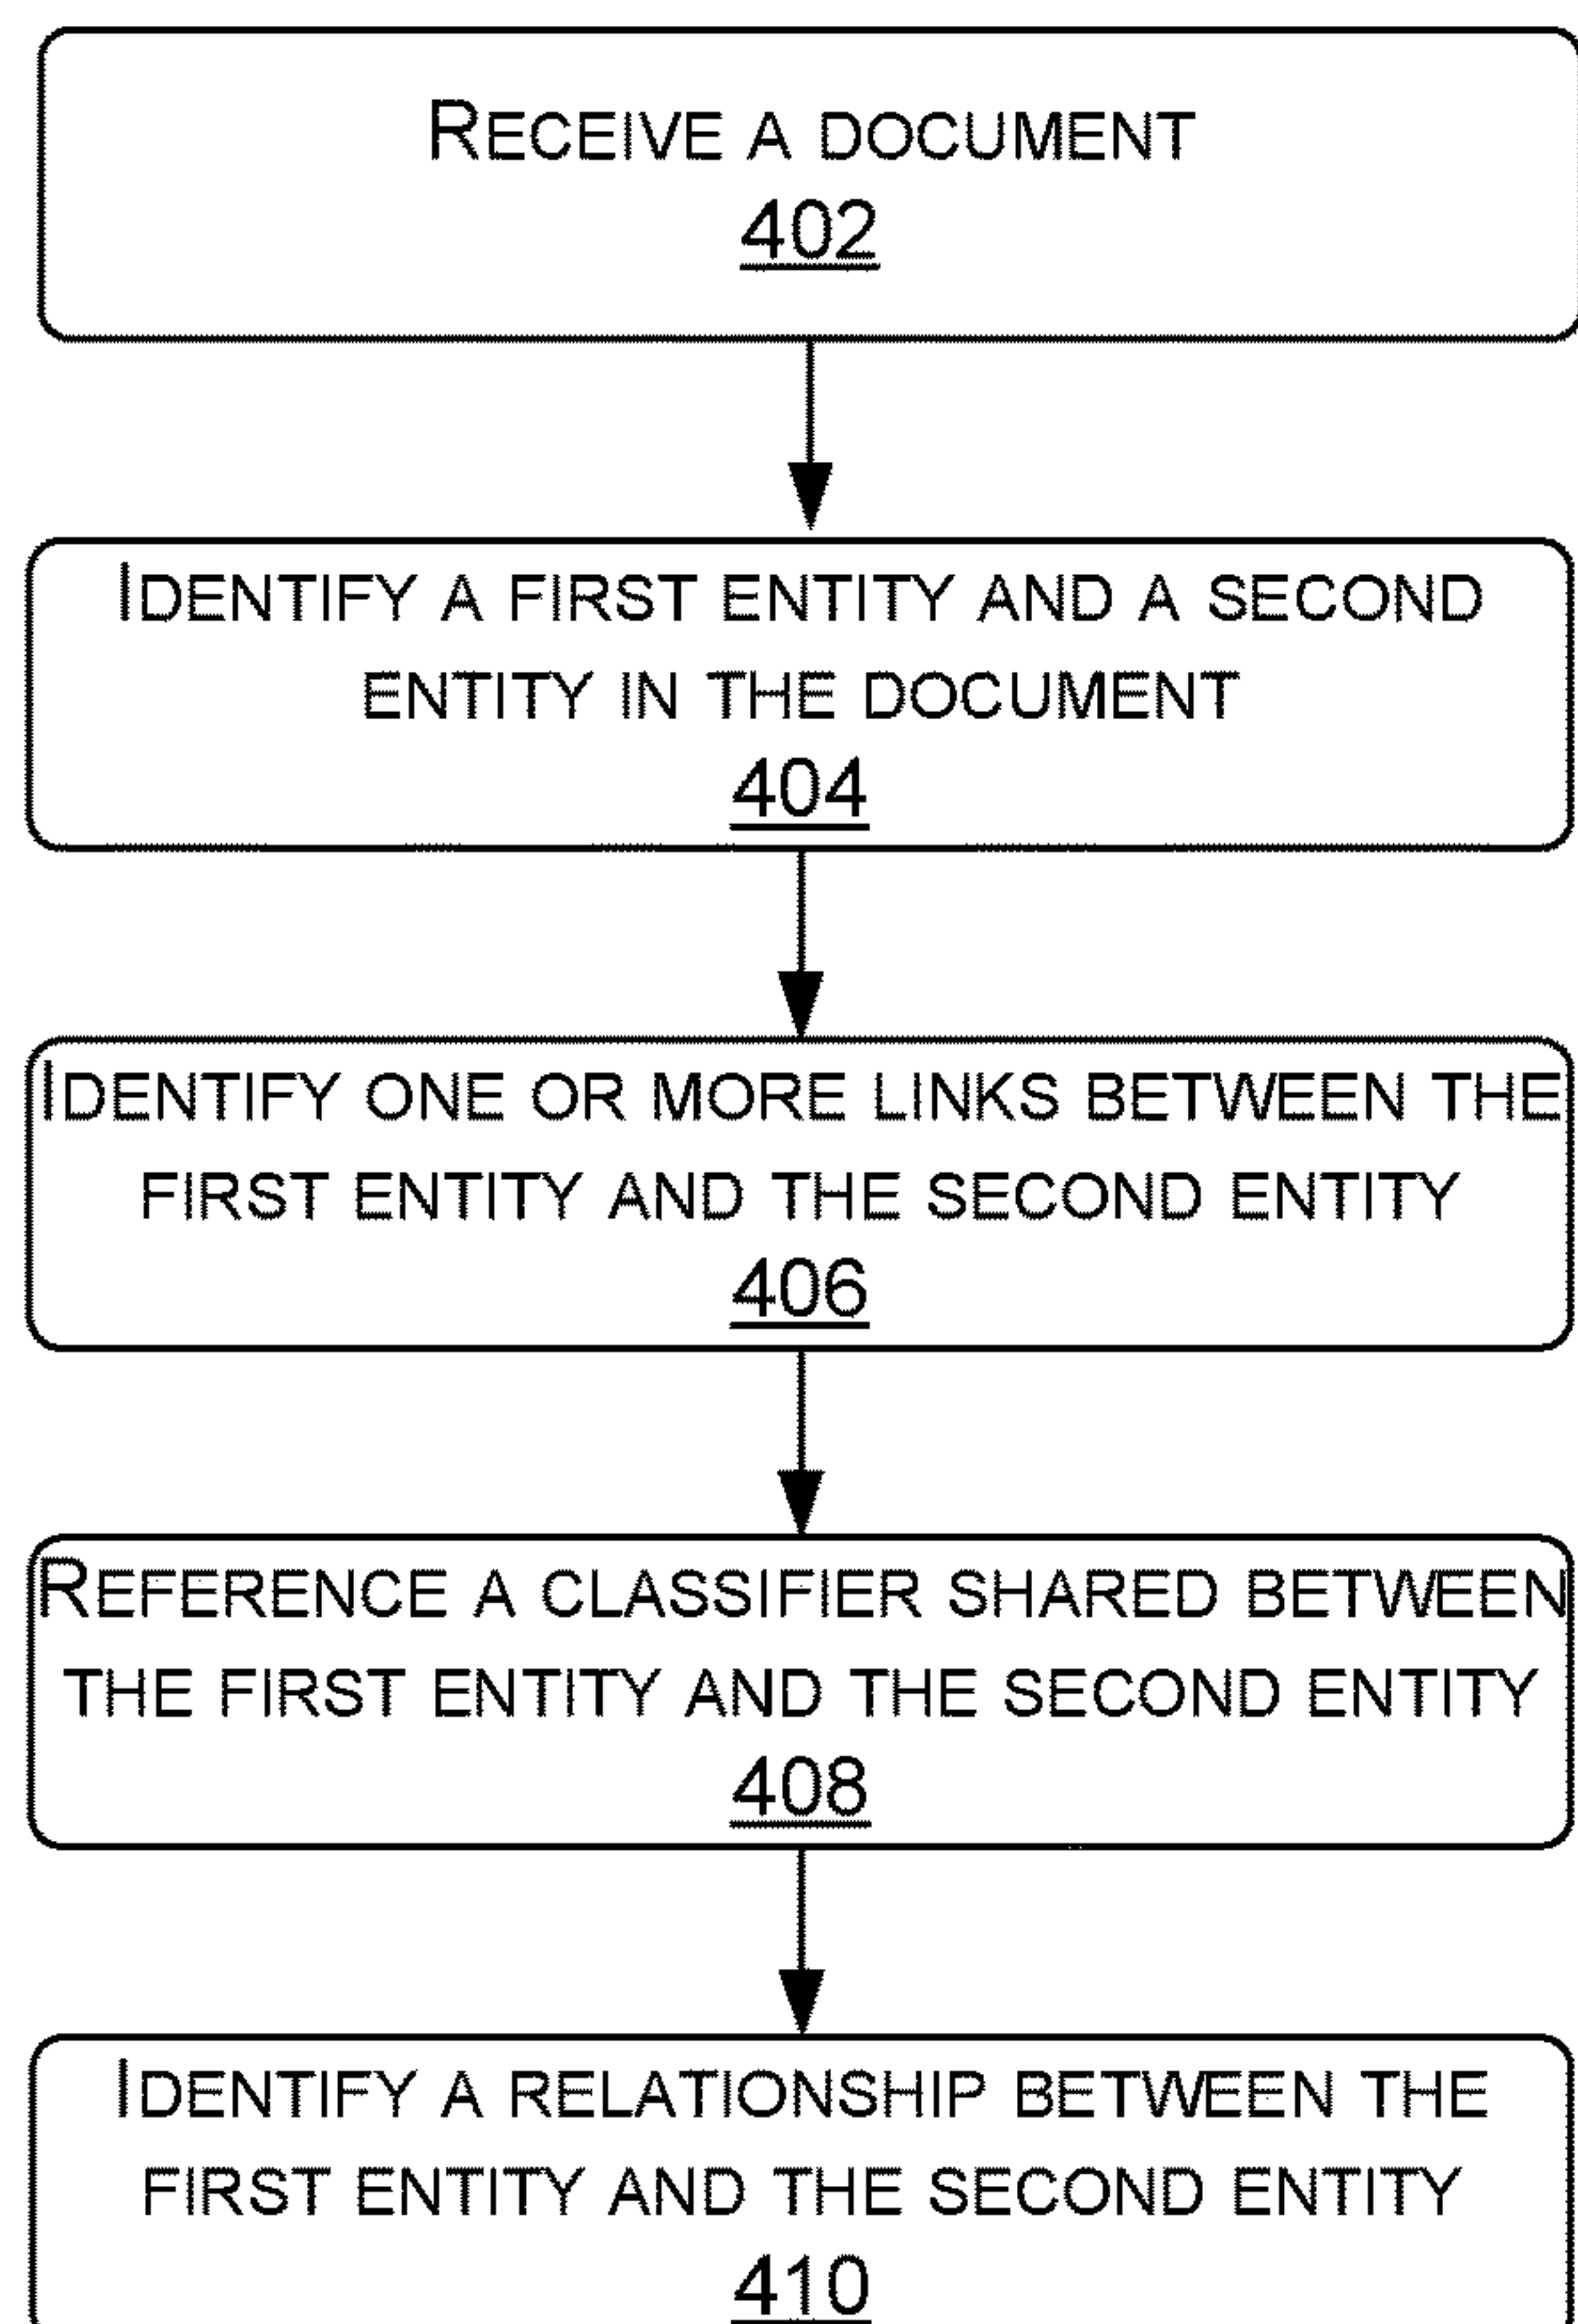 RECEIVE A DOCUMENT
402
IDENTIFY A FIRST ENTITY AND A SECOND
ENTITY IN THE DOCUMENT
404
IDENTIFY ONE OR MORE LINKS BETWEEN THE
FIRST ENTITY AND THE SECOND ENTITY
406
REFERENCE A CLASSIFIER SHARED BETWEEN
THE FIRST ENTITY AND THE SECOND ENTITY
408
IDENTIFY A RELATIONSHIP BETWEEN THE
FIRST ENTITY AND THE SECOND ENTITY
410